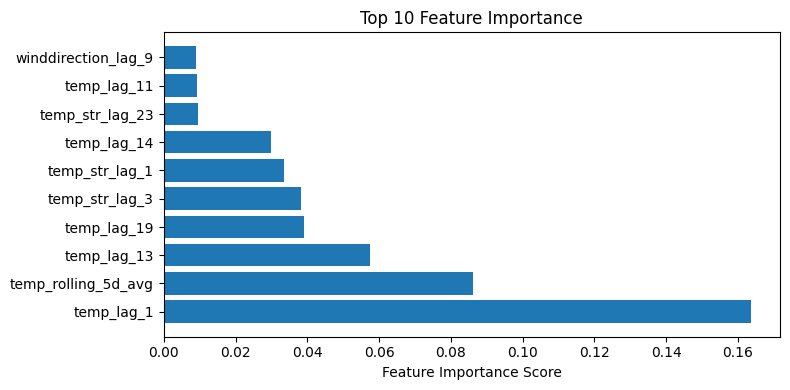 Top 10 Feature Importance
winddirection_lag_9
temp_lag_11
temp_str_lag_23
temp_lag_14
temp_str_lag_1
temp_str_lag_3
temp_lag_19
temp_lag_13
temp_rolling_5d_avg
temp_lag_1
0.00 0.02 0.04 0.06 0.08 0.10 0.12 0.14 0.16
Feature Importance Score